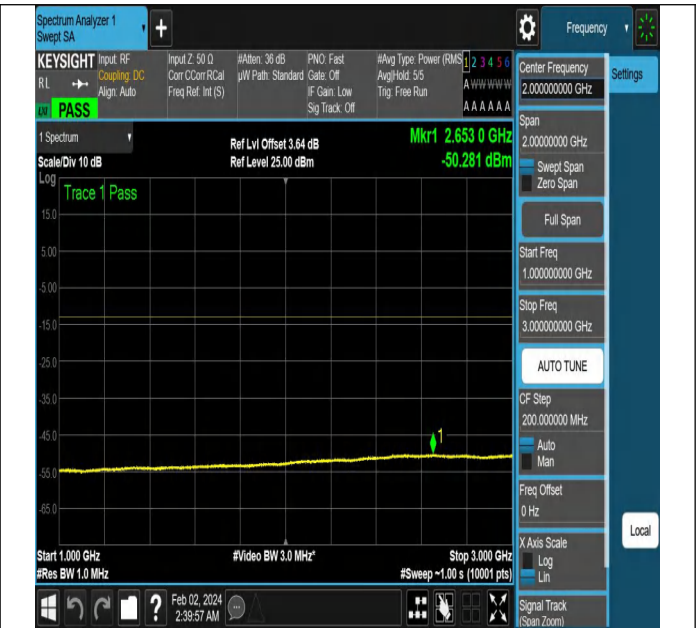 Spectrum Analyzer 1
Swept SA
Frequency
KEYSIGHT
RL
Input: RF
Coupling: DC
Align: Auto
Input Z: 50 Ω
Corr CCorr RCal
Freq Ref: Int (S)
#Atten: 36 dB
µW Path: Standard
PNO: Fast
Gate: Off
IF Gain: Low
Sig Track: Off
#Avg Type: Power (RMS
Avg|Hold: 5/5
Trig: Free Run
1 2 3 4 5 6
A W W W W W
A A A A A A
PASS
1 Spectrum
Scale/Div 10 dB
Ref Lvl Offset 3.64 dB
Ref Level 25.00 dBm
Mkr1 2.653 0 GHz
-50.281 dBm
Log
Trace 1 Pass
15.0
5.00
-5.00
-15.0
-25.0
-35.0
-45.0
-55.0
-65.0
1
Start 1.000 GHz
#Video BW 3.0 MHz*
Stop 3.000 GHz
#Res BW 1.0 MHz
#Sweep ~1.00 s (10001 pts)
?
Feb 02, 2024
2:39:57 AM
Center Frequency
2.000000000 GHz
Settings
Span
2.00000000 GHz
Swept Span
Zero Span
Full Span
Start Freq
1.000000000 GHz
Stop Freq
3.000000000 GHz
AUTO TUNE
CF Step
200.000000 MHz
Auto
Man
Freq Offset
0 Hz
X Axis Scale
Log
Lin
Local
Signal Track
(Span Zoom)